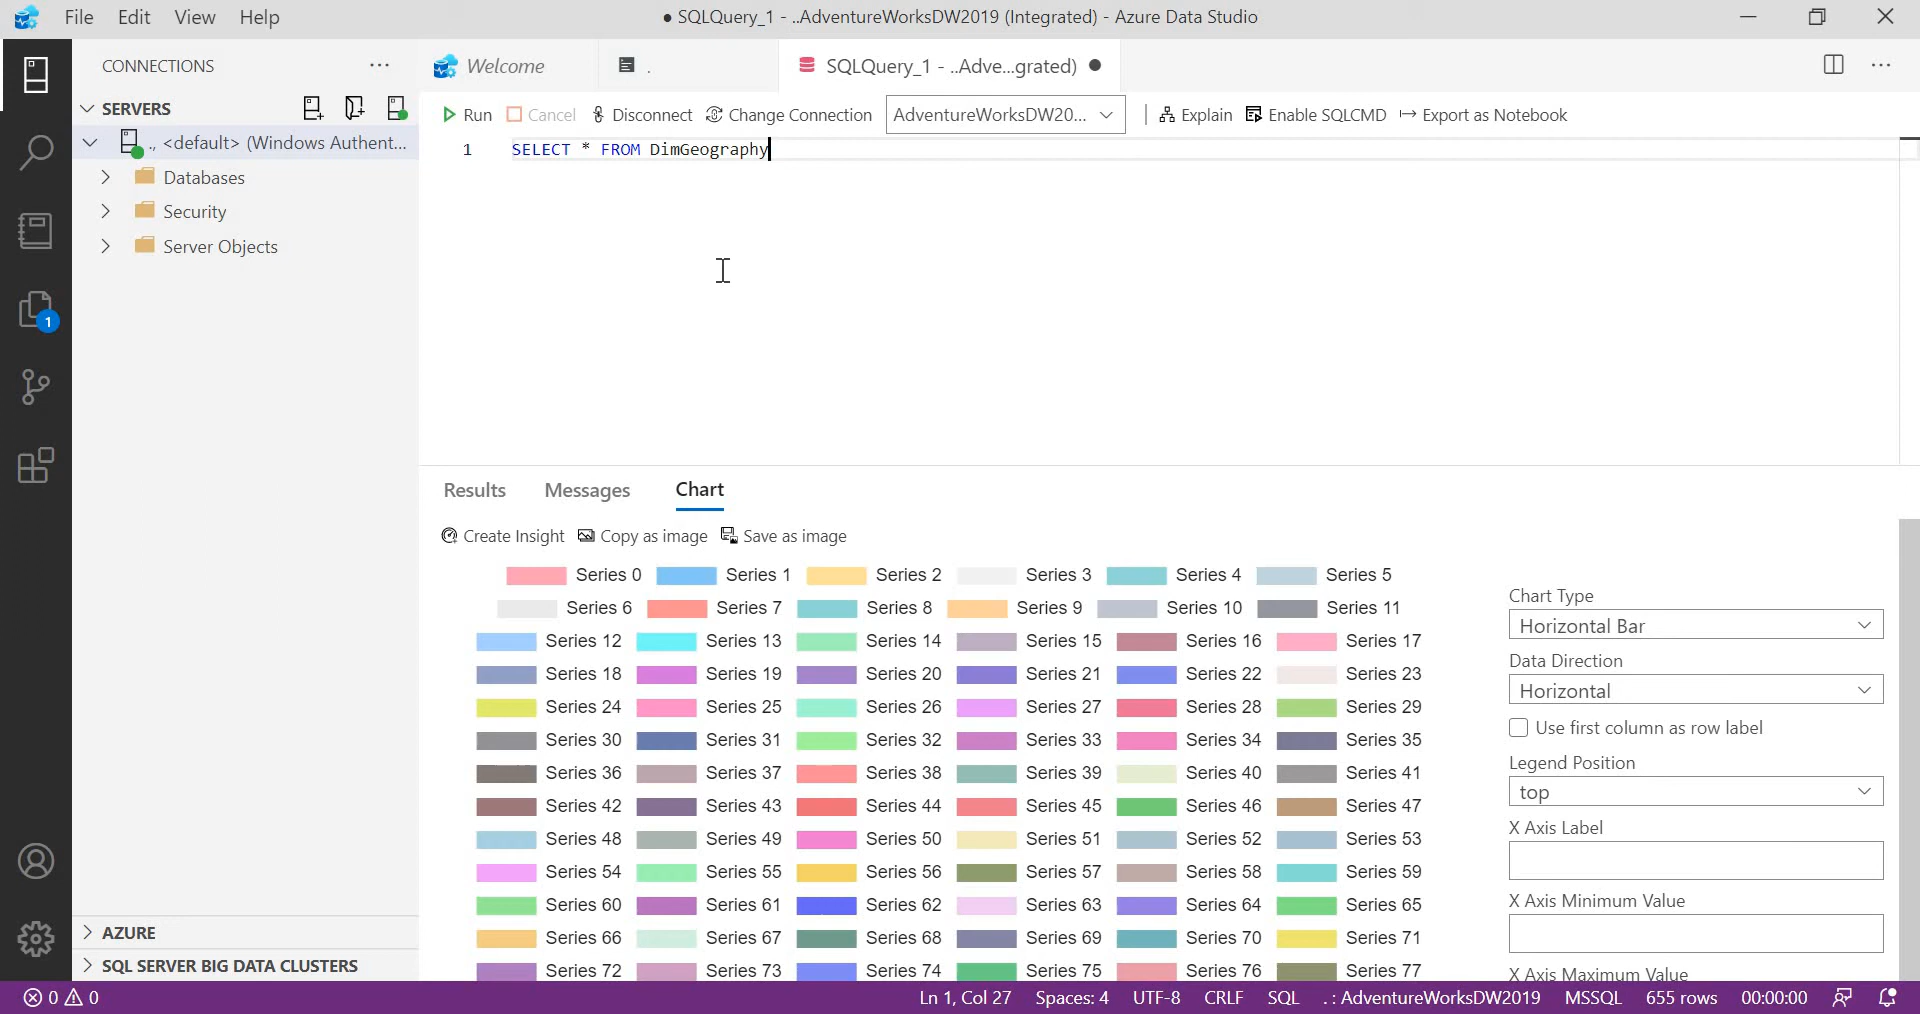 File Edit View Help
● SQLQuery_1 - ..AdventureWorksDW2019 (Integrated) - Azure Data Studio
CONNECTIONS
Welcome
.
SQLQuery_1 - ..Adve...grated) ●
SERVERS
Run Cancel Disconnect Change Connection AdventureWorksDW20... Explain Enable SQLCMD Export as Notebook
., <default> (Windows Authent...
1 SELECT * FROM DimGeography
Databases
Security
Server Objects
1
Results Messages Chart
Create Insight Copy as image Save as image
Series 0 Series 1 Series 2 Series 3 Series 4 Series 5
Series 6 Series 7 Series 8 Series 9 Series 10 Series 11
Series 12 Series 13 Series 14 Series 15 Series 16 Series 17
Series 18 Series 19 Series 20 Series 21 Series 22 Series 23
Series 24 Series 25 Series 26 Series 27 Series 28 Series 29
Series 30 Series 31 Series 32 Series 33 Series 34 Series 35
Series 36 Series 37 Series 38 Series 39 Series 40 Series 41
Series 42 Series 43 Series 44 Series 45 Series 46 Series 47
Series 48 Series 49 Series 50 Series 51 Series 52 Series 53
Series 54 Series 55 Series 56 Series 57 Series 58 Series 59
Series 60 Series 61 Series 62 Series 63 Series 64 Series 65
Series 66 Series 67 Series 68 Series 69 Series 70 Series 71
Series 72 Series 73 Series 74 Series 75 Series 76 Series 77
Chart Type
Horizontal Bar
Data Direction
Horizontal
Use first column as row label
Legend Position
top
X Axis Label
X Axis Minimum Value
X Axis Maximum Value
AZURE
SQL SERVER BIG DATA CLUSTERS
0 0
Ln 1, Col 27 Spaces: 4 UTF-8 CRLF SQL . : AdventureWorksDW2019 MSSQL 655 rows 00:00:00